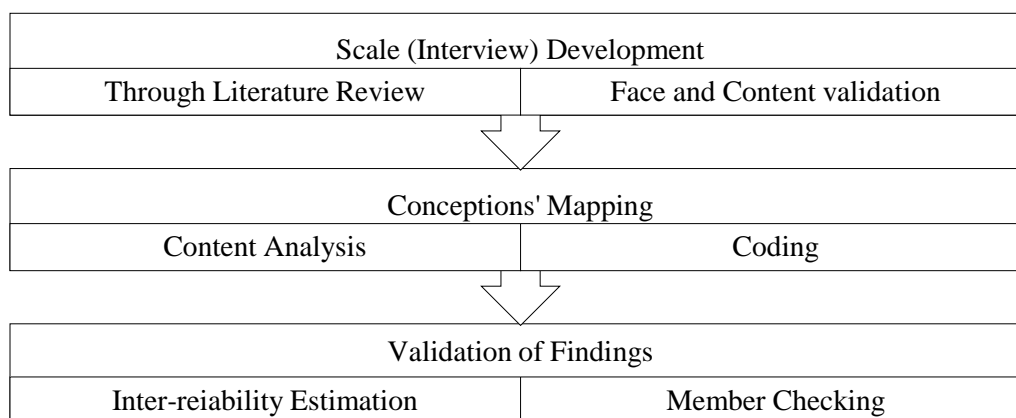 Scale (Interview) Development
Through Literature Review
Face and Content validation
Conceptions' Mapping
Content Analysis
Coding
Validation of Findings
Inter-reiability Estimation
Member Checking